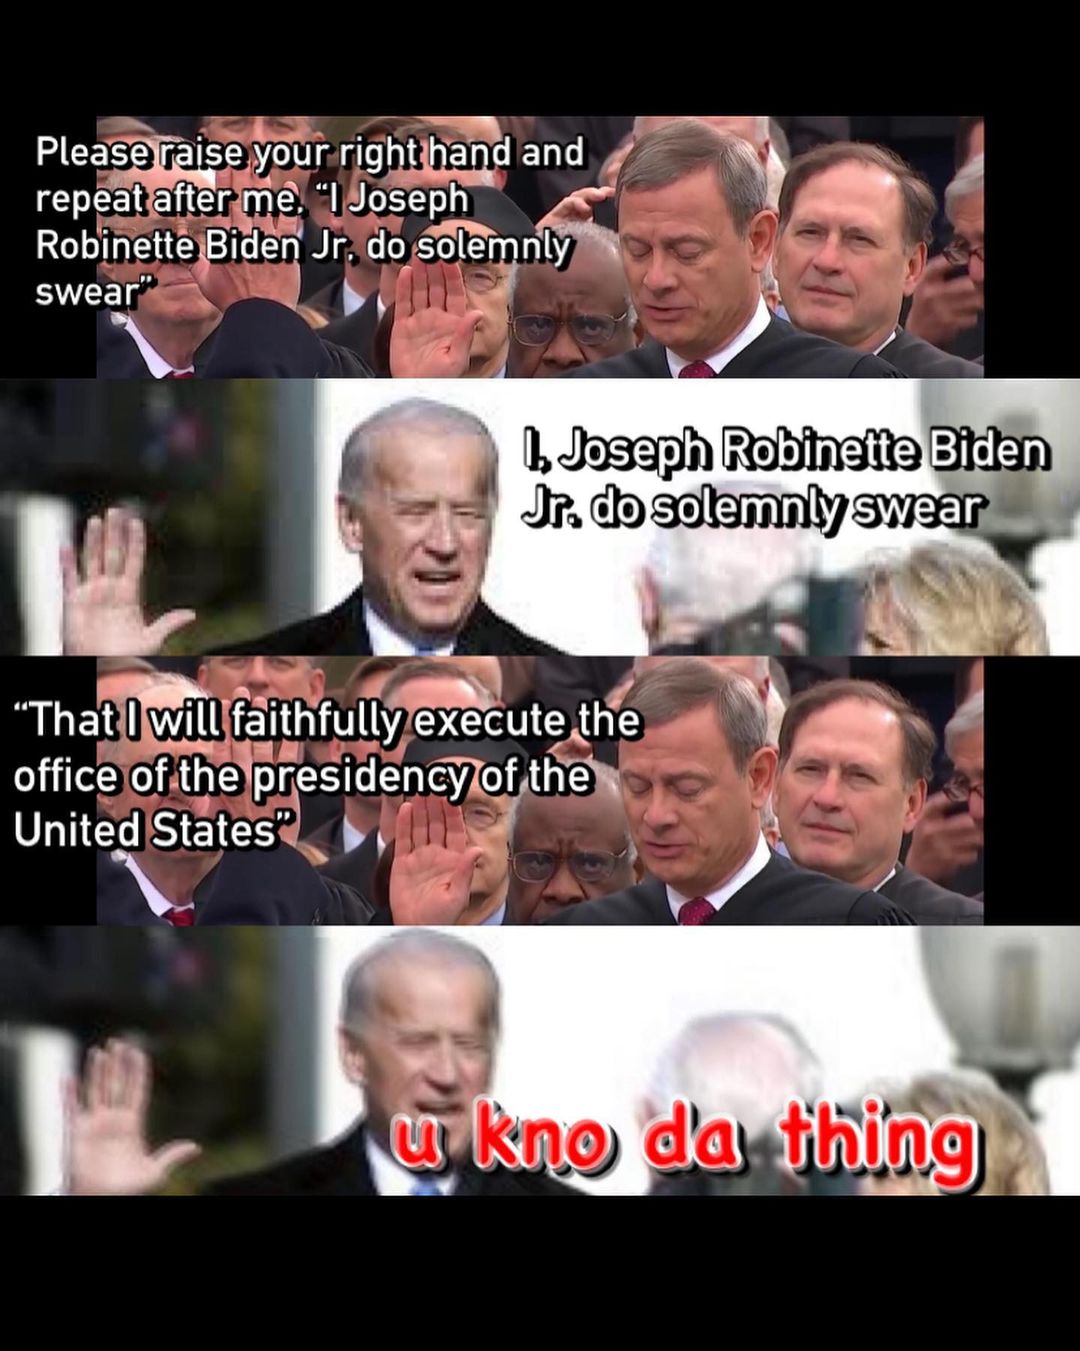 Please raise your right hand and
repeat after me. “I Joseph
Robinette Biden Jr. do solemnly
swear”
I, Joseph Robinette Biden
Jr. do solemnly swear
“That I will faithfully execute the
office of the presidency of the
United States”
u kno da thing